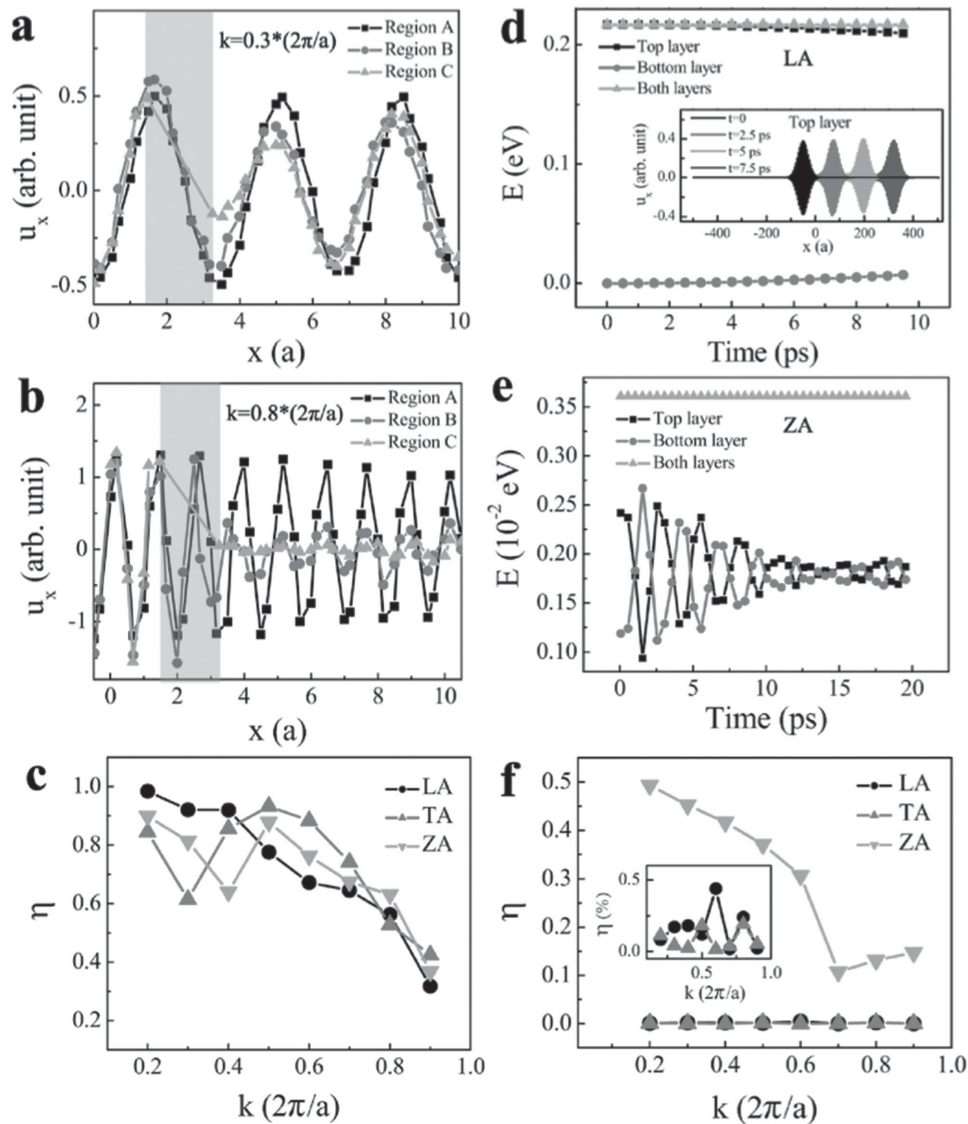 a
k=0.3*(2π/a)
Region A
Region B
Region C
0.5
0.0
-0.5
u_x (arb. unit)
0 2 4 6 8 10
x (a)
b
k=0.8*(2π/a)
Region A
Region B
Region C
2
1
0
-1
u_x (arb. unit)
0 2 4 6 8 10
x (a)
c
LA
TA
ZA
1.0
0.8
0.6
0.4
0.2
η
0.2 0.4 0.6 0.8 1.0
k (2π/a)
d
Top layer
Bottom layer
Both layers
LA
0.2
0.1
0.0
E (eV)
t=0
t=2.5 ps
t=5 ps
t=7.5 ps
Top layer
0.4
0.0
-0.4
u_x (arb. unit)
-400 -200 0 200 400
x (a)
0 2 4 6 8 10
Time (ps)
e
Top layer
Bottom layer
Both layers
ZA
0.35
0.30
0.25
0.20
0.15
0.10
E (10⁻² eV)
0 5 10 15 20
Time (ps)
f
LA
TA
ZA
0.5
0.4
0.3
0.2
0.1
0.0
η
0.5
0.0
η (%)
0.5 1.0
k (2π/a)
0.2 0.4 0.6 0.8 1.0
k (2π/a)